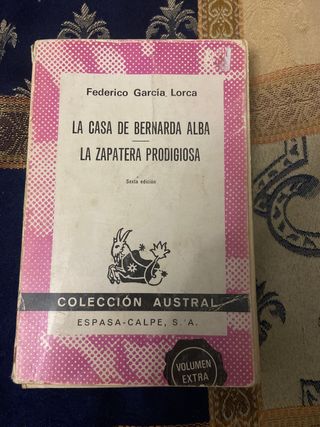 Federico García Lorca
LA CASA DE BERNARDA ALBA
LA ZAPATERA PRODIGIOSA
Sexta edición
COLECCIÓN AUSTRAL
ESPASA-CALPE, S. A.
VOLUMEN
EXTRA